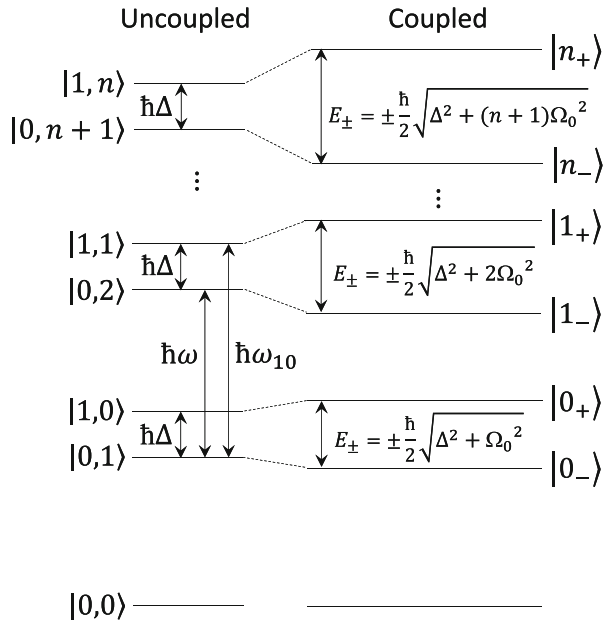 Uncoupled
Coupled
|n₊⟩
|1, n⟩
ħΔ
E± = ±ħ/2 √(Δ² + (n + 1)Ω₀²)
|0, n + 1⟩
|n₋⟩
⋮
⋮
|1₊⟩
|1,1⟩
ħΔ
E± = ±ħ/2 √(Δ² + 2Ω₀²)
|0,2⟩
|1₋⟩
ħω
ħω₁₀
|0₊⟩
|1,0⟩
ħΔ
E± = ±ħ/2 √(Δ² + Ω₀²)
|0,1⟩
|0₋⟩
|0,0⟩